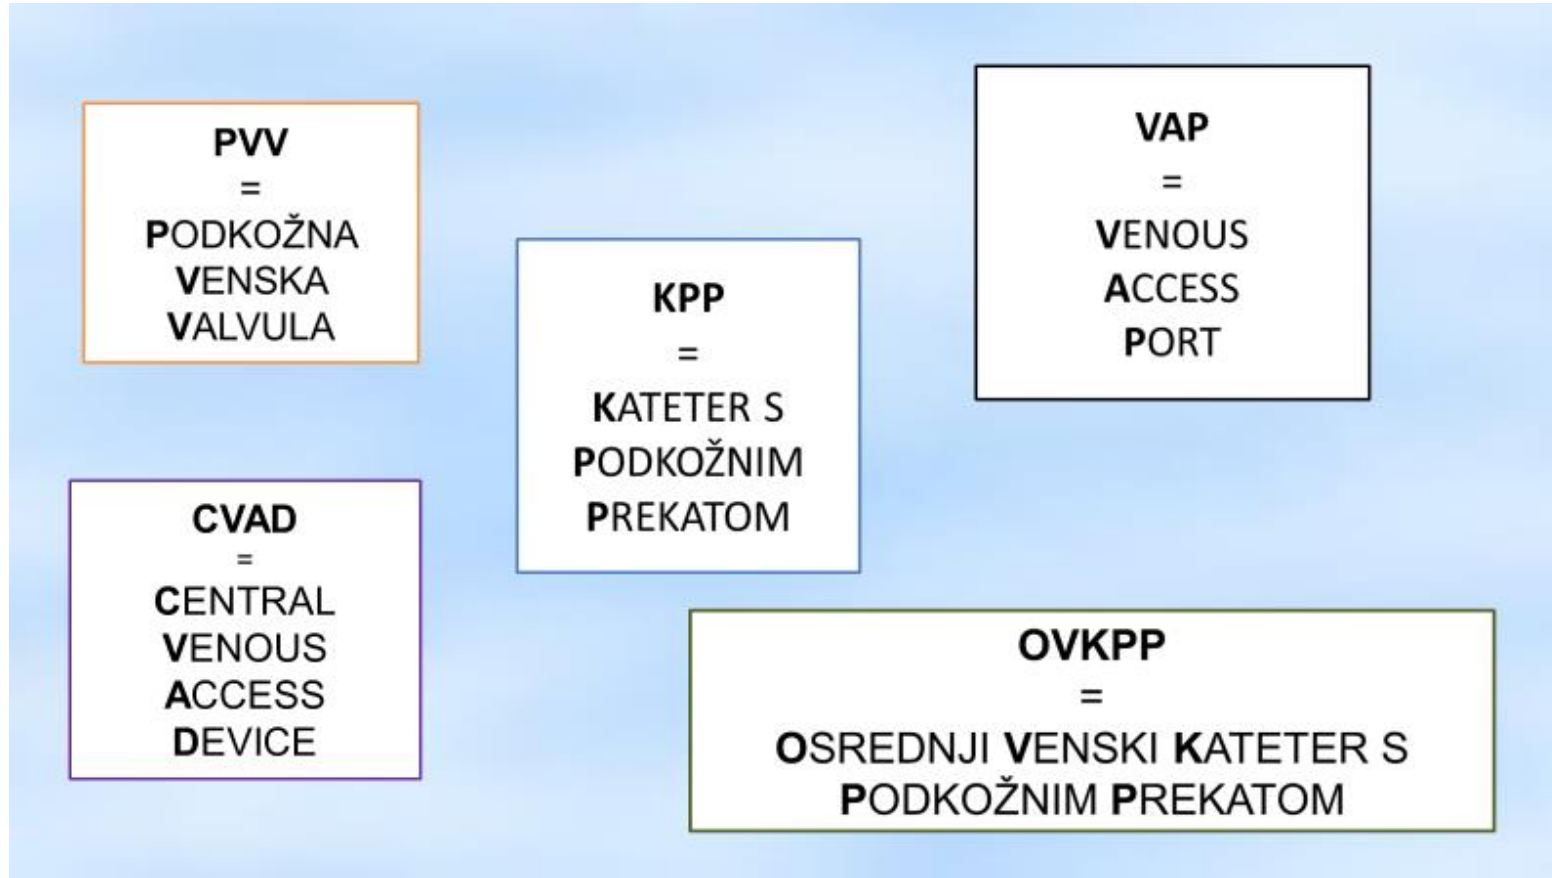 PVV
=
PODKOŽNA
VENSKA
VALVULA
CVAD
=
CENTRAL
VENOUS
ACCESS
DEVICE
KPP
=
KATETER S
PODKOŽNIM
PREKATOM
VAP
=
VENOUS
ACCESS
PORT
OVKPP
=
OSREDNJI VENSKI KATETER S
PODKOŽNIM PREKATOM